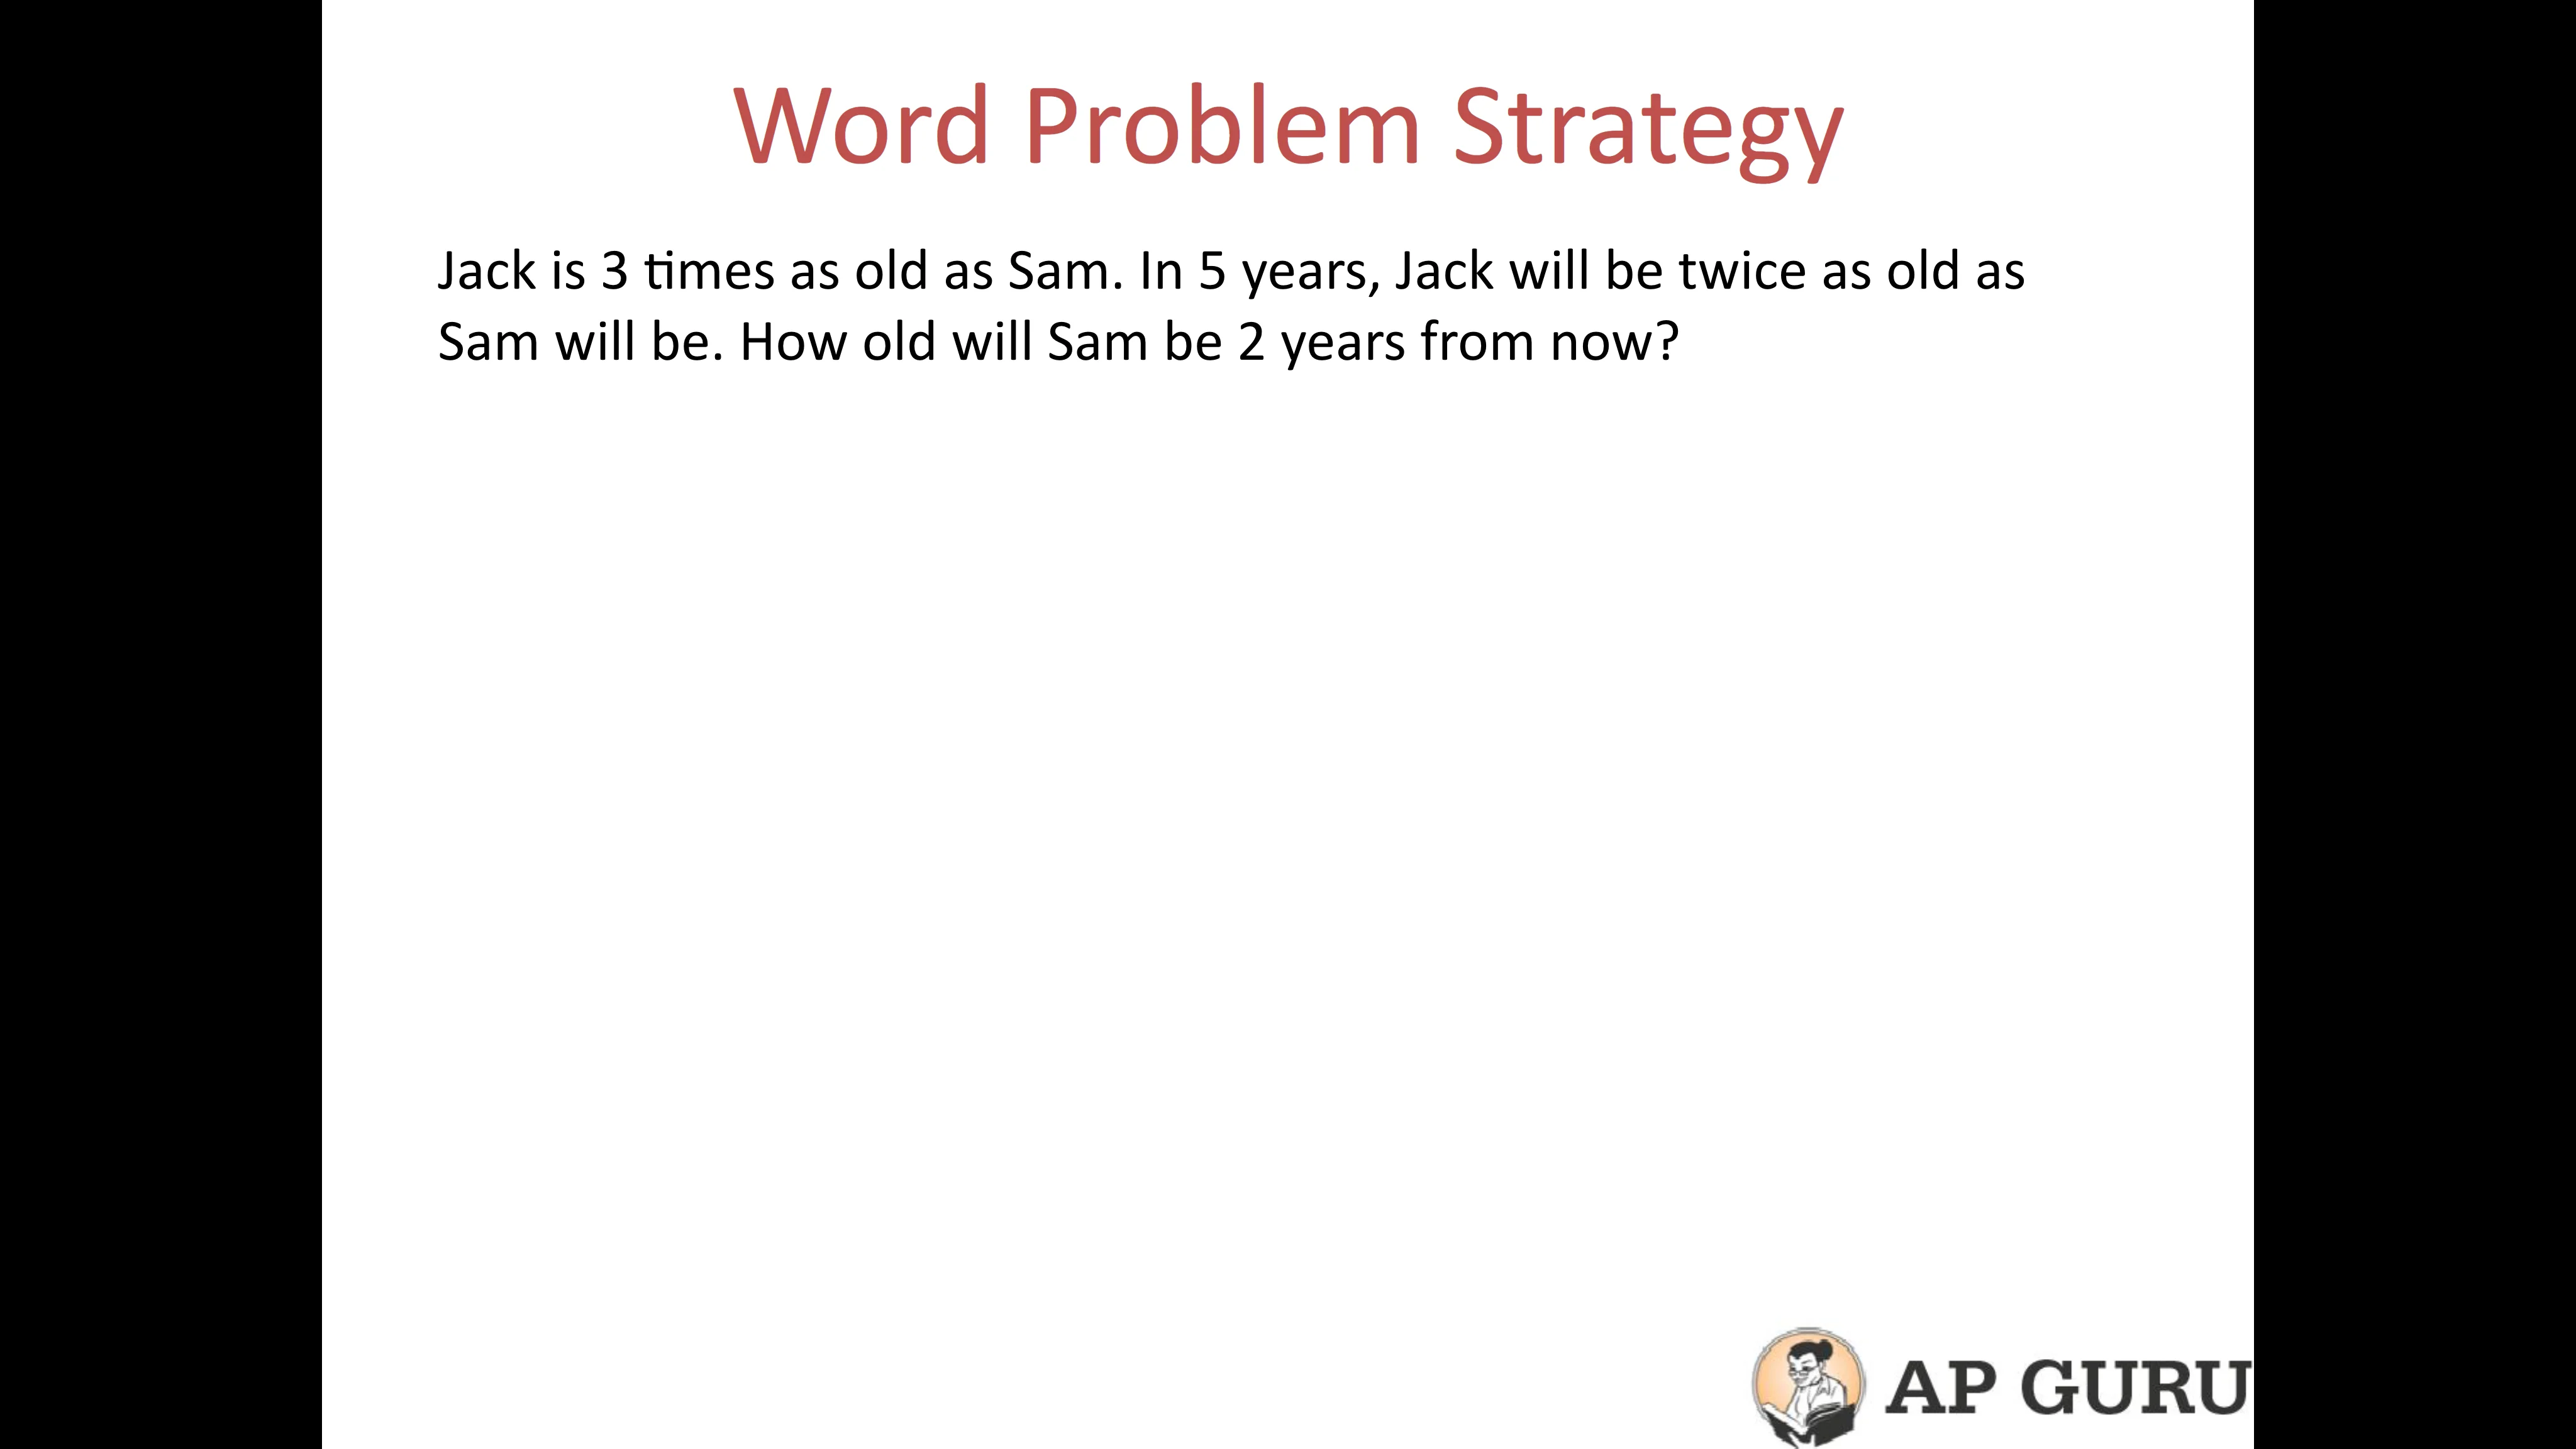 Word Problem Strategy
Jack is 3 times as old as Sam. In 5 years, Jack will be twice as old as
Sam will be. How old will Sam be 2 years from now?
AP GURU